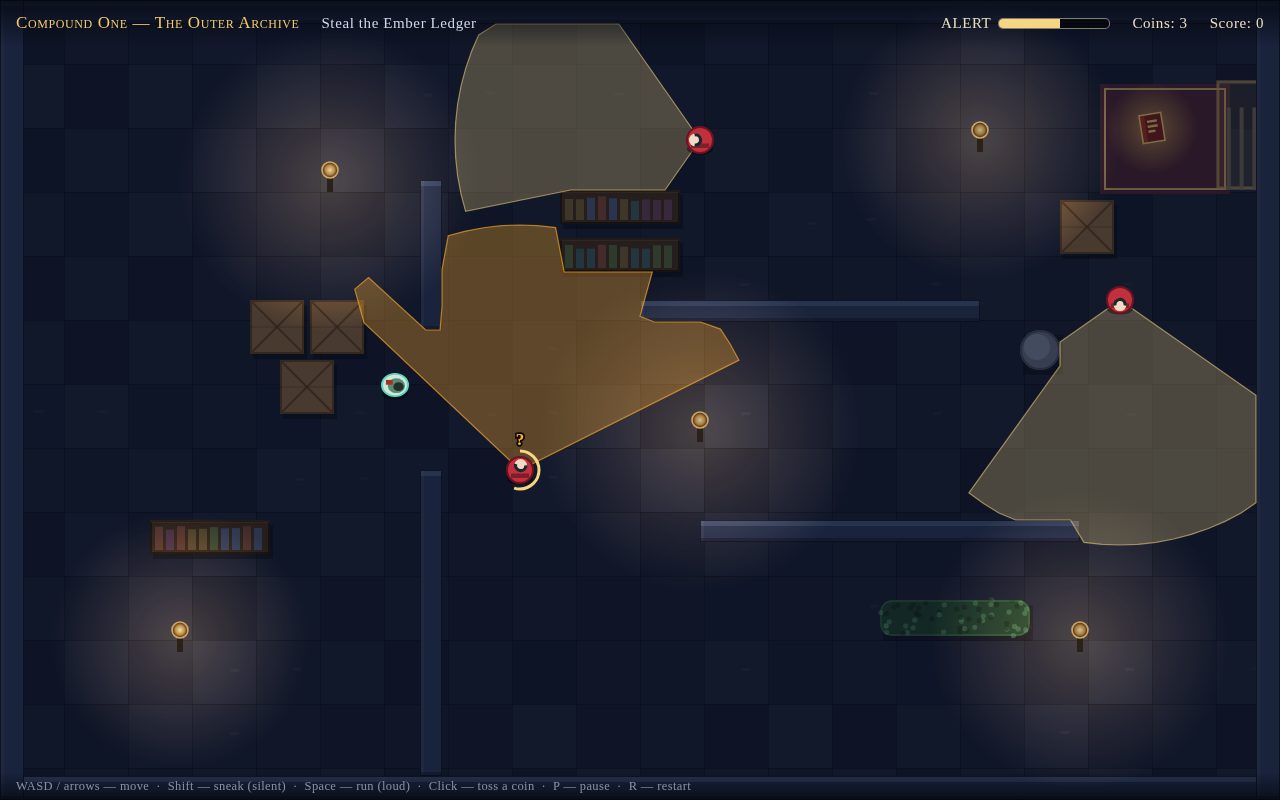 Compound One — The Outer Archive Steal the Ember Ledger ALERT Coins: 3 Score: 0
?
WASD / arrows — move · Shift — sneak (silent) · Space — run (loud) · Click — toss a coin · P — pause · R — restart